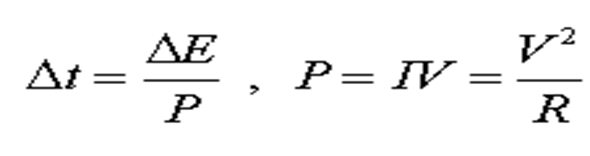 Δt = ΔE / P , P = IV = V² / R